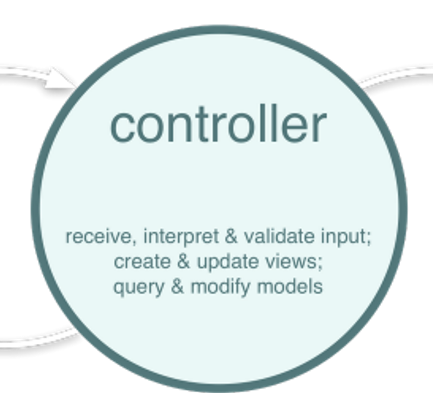 controller
receive, interpret & validate input;
create & update views;
query & modify models